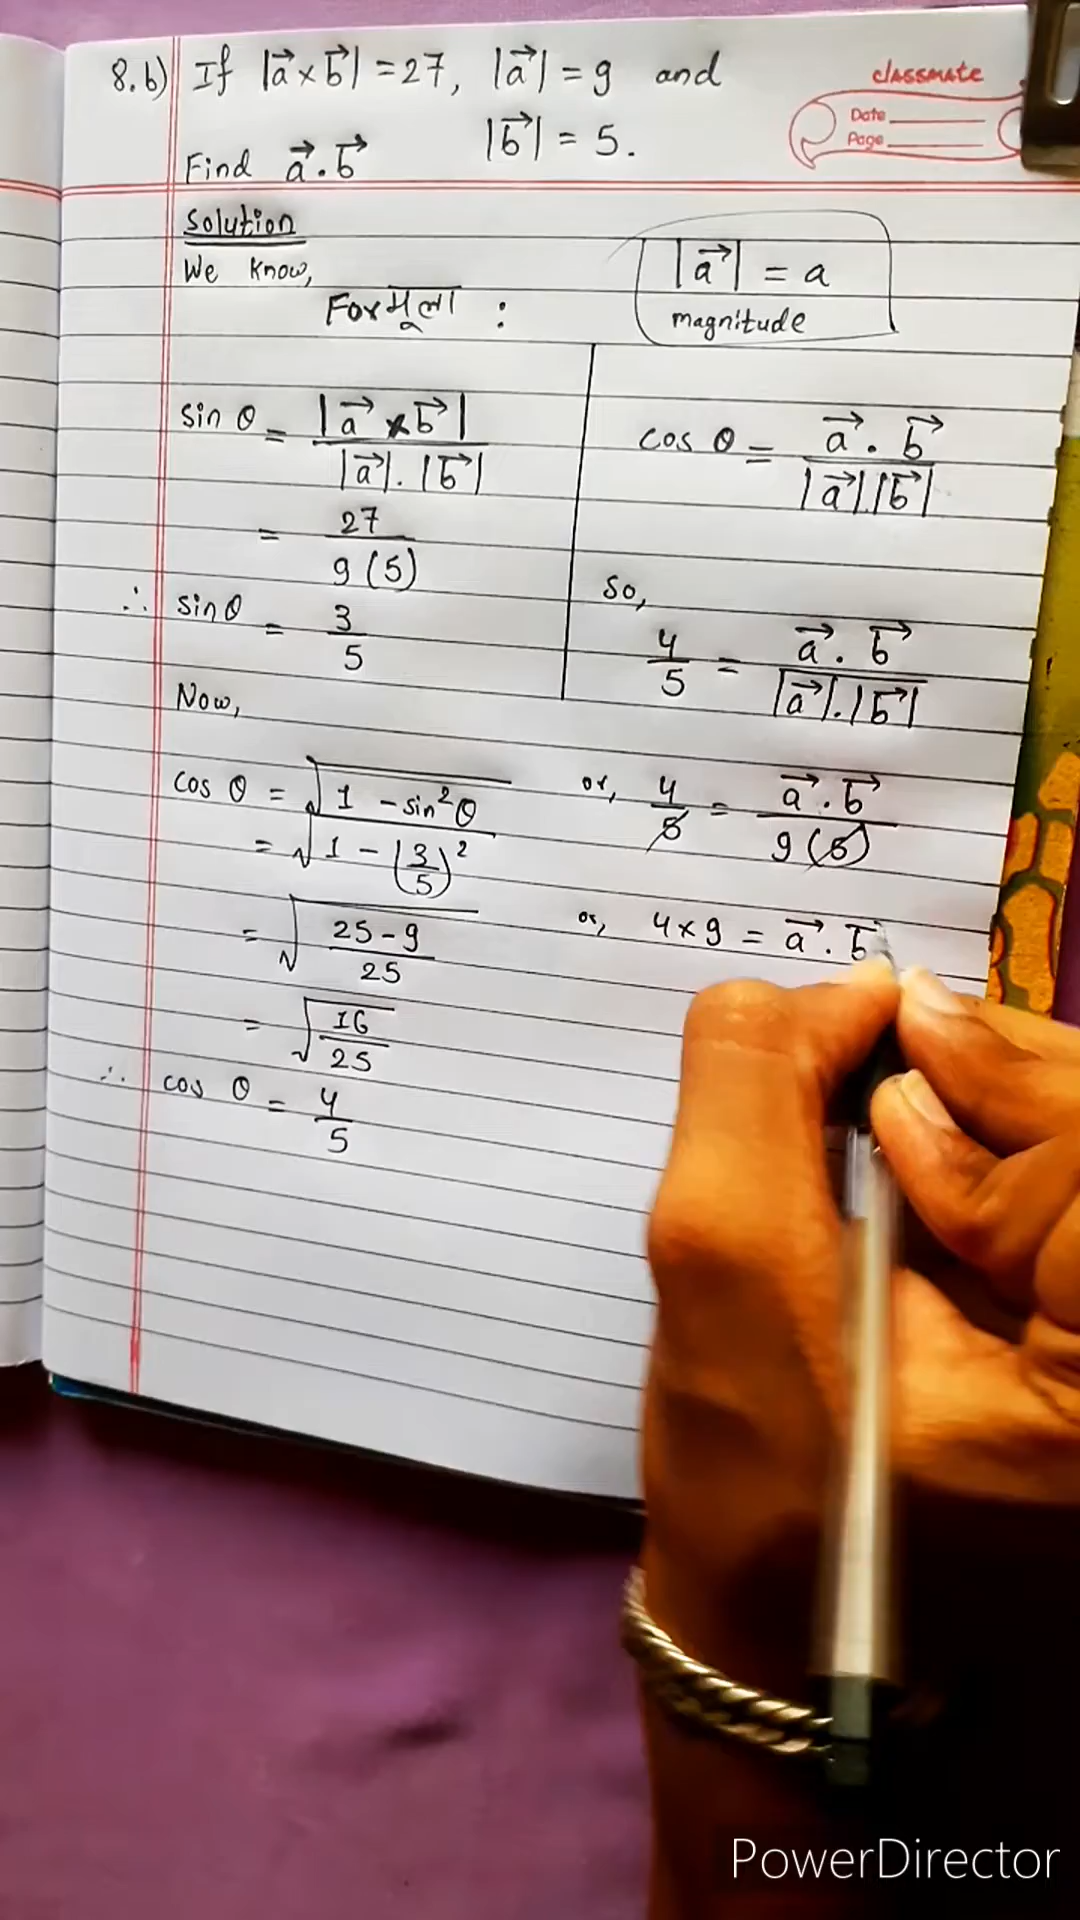 8.b) If |a⃗ × b⃗| = 27, |a⃗| = 9 and
|b⃗| = 5.
Find a⃗ . b⃗
classmate
Date
Page
Solution
We know,
Forमूला :
|a⃗| = a
magnitude
sin θ = |a⃗ × b⃗| / |a⃗| . |b⃗|
= 27 / 9 (5)
∴ sin θ = 3/5
Now,
cos θ = √(1 - sin²θ)
= √(1 - (3/5)²)
= √((25 - 9)/25)
= √(16/25)
∴ cos θ = 4/5
cos θ = a⃗ . b⃗ / |a⃗|.|b⃗|
So,
4/5 = a⃗ . b⃗ / |a⃗| . |b⃗|
or, 4/5 = a⃗ . b⃗ / 9 (5)
or, 4 × 9 = a⃗ . b⃗
PowerDirector